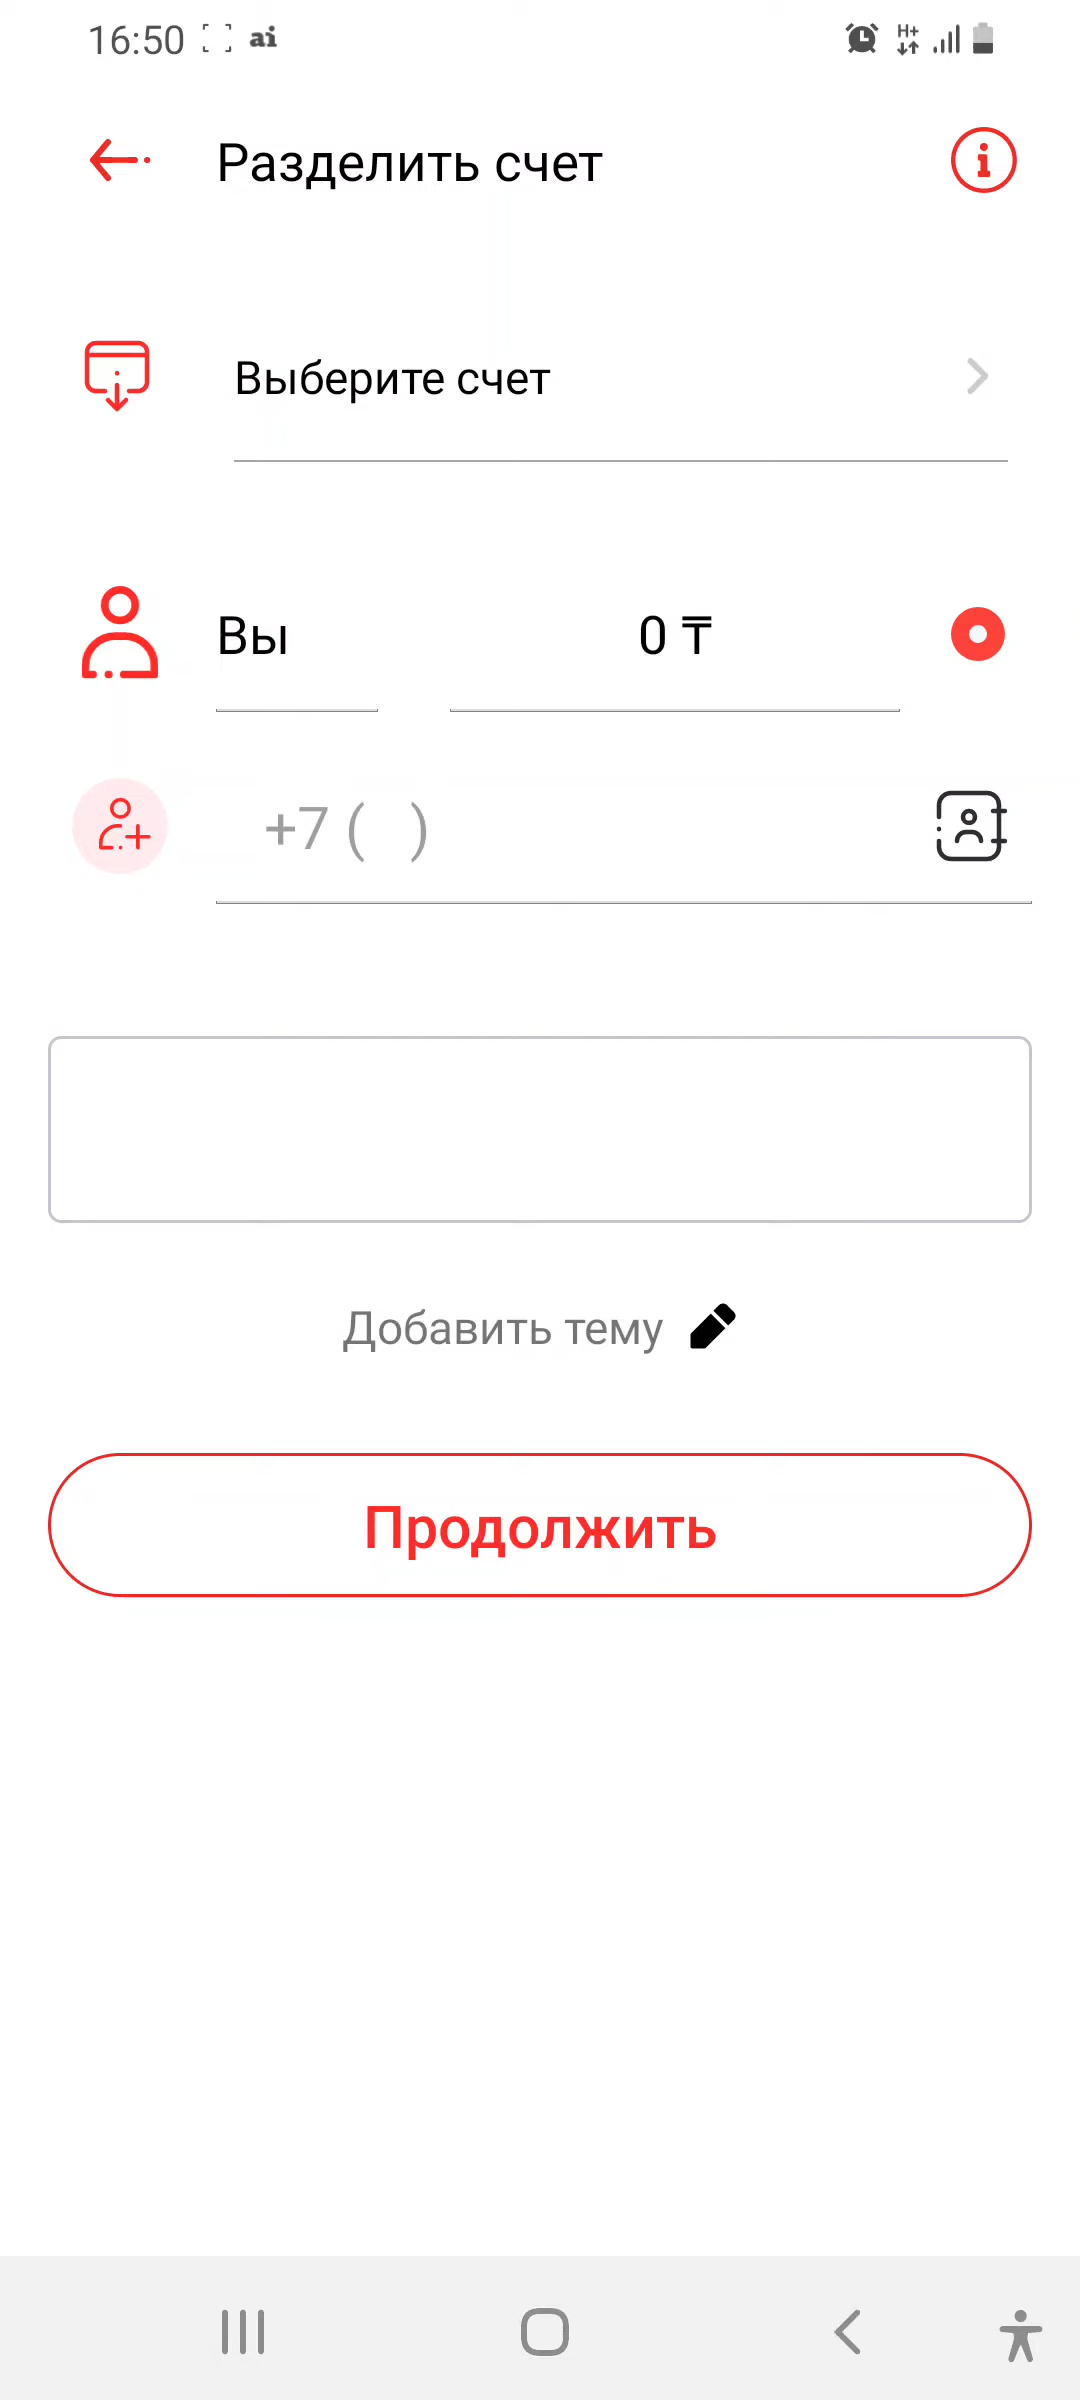 16:50 ai H+
Разделить счет
Выберите счет
Вы 0 ₸
+7 ( )
Добавить тему
Продолжить